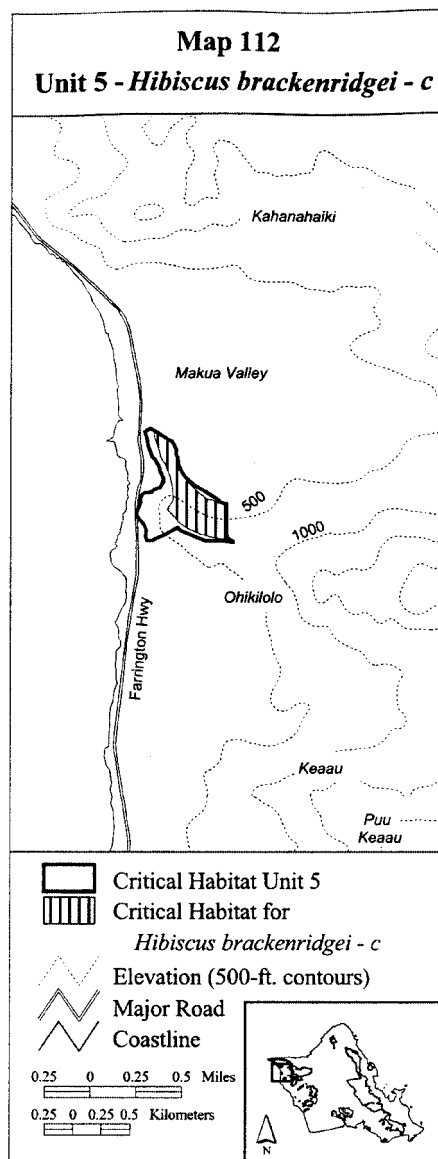 Map 112
Unit 5 - Hibiscus brackenridgei - c
Kahanahaiki
Makua Valley
500
1000
Ohikilolo
Farrington Hwy
Keaau
Puu
Keaau
Critical Habitat Unit 5
Critical Habitat for
Hibiscus brackenridgei - c
Elevation (500-ft. contours)
Major Road
Coastline
0.25 0 0.25 0.5 Miles
0.25 0 0.25 0.5 Kilometers
N